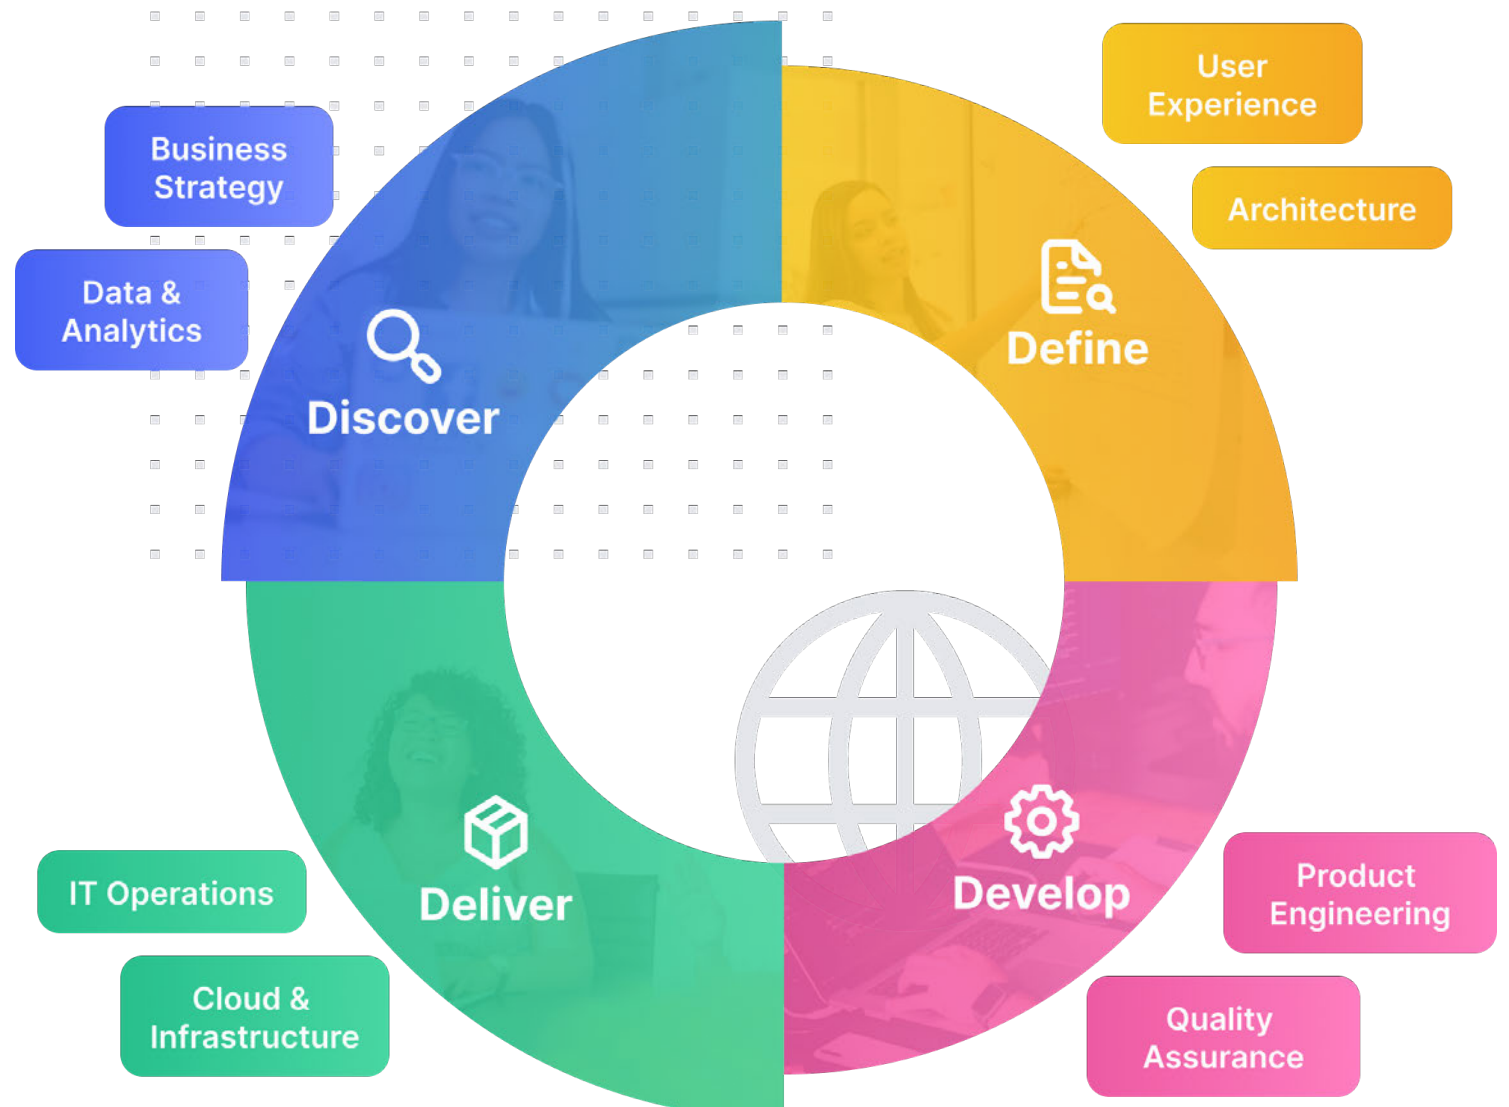 Business
Strategy
Data &
Analytics
Discover
User
Experience
Architecture
Define
Product
Engineering
Quality
Assurance
Develop
IT Operations
Cloud &
Infrastructure
Deliver